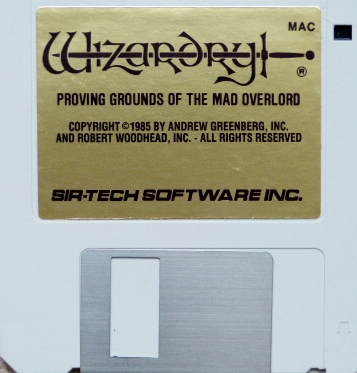 MAC
Wizardry
®
PROVING GROUNDS OF THE MAD OVERLORD
COPYRIGHT ©1985 BY ANDREW GREENBERG, INC.
AND ROBERT WOODHEAD, INC. - ALL RIGHTS RESERVED
SIR-TECH SOFTWARE INC.